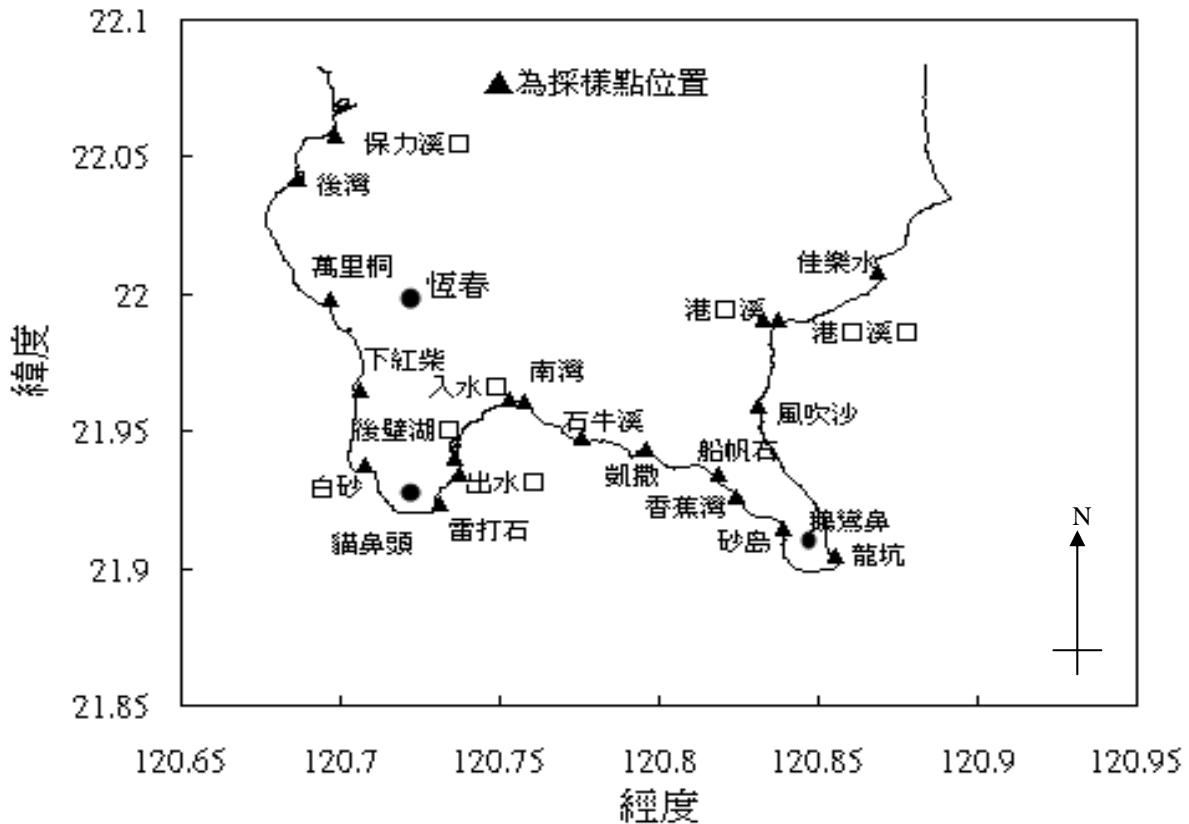 22.1
▲為採樣點位置
保力溪口
22.05
後灣
佳樂水
萬里桐
恆春
22
港口溪
港口溪口
緯度
下紅柴
入水口
南灣
風吹沙
石牛溪
21.95
後壁湖口
船帆石
凱撒
白砂
出水口
香蕉灣
雷打石
鵝鑾鼻
貓鼻頭
砂島
龍坑
N
21.9
21.85
120.65
120.7
120.75
120.8
120.85
120.9
120.95
經度